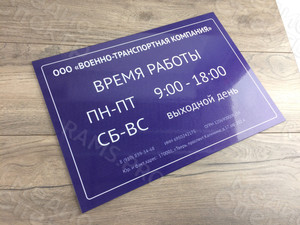 ООО «ВОЕННО-ТРАНСПОРТНАЯ КОМПАНИЯ»
ВРЕМЯ РАБОТЫ
ПН-ПТ 9:00 - 18:00
СБ-ВС ВЫХОДНОЙ ДЕНЬ